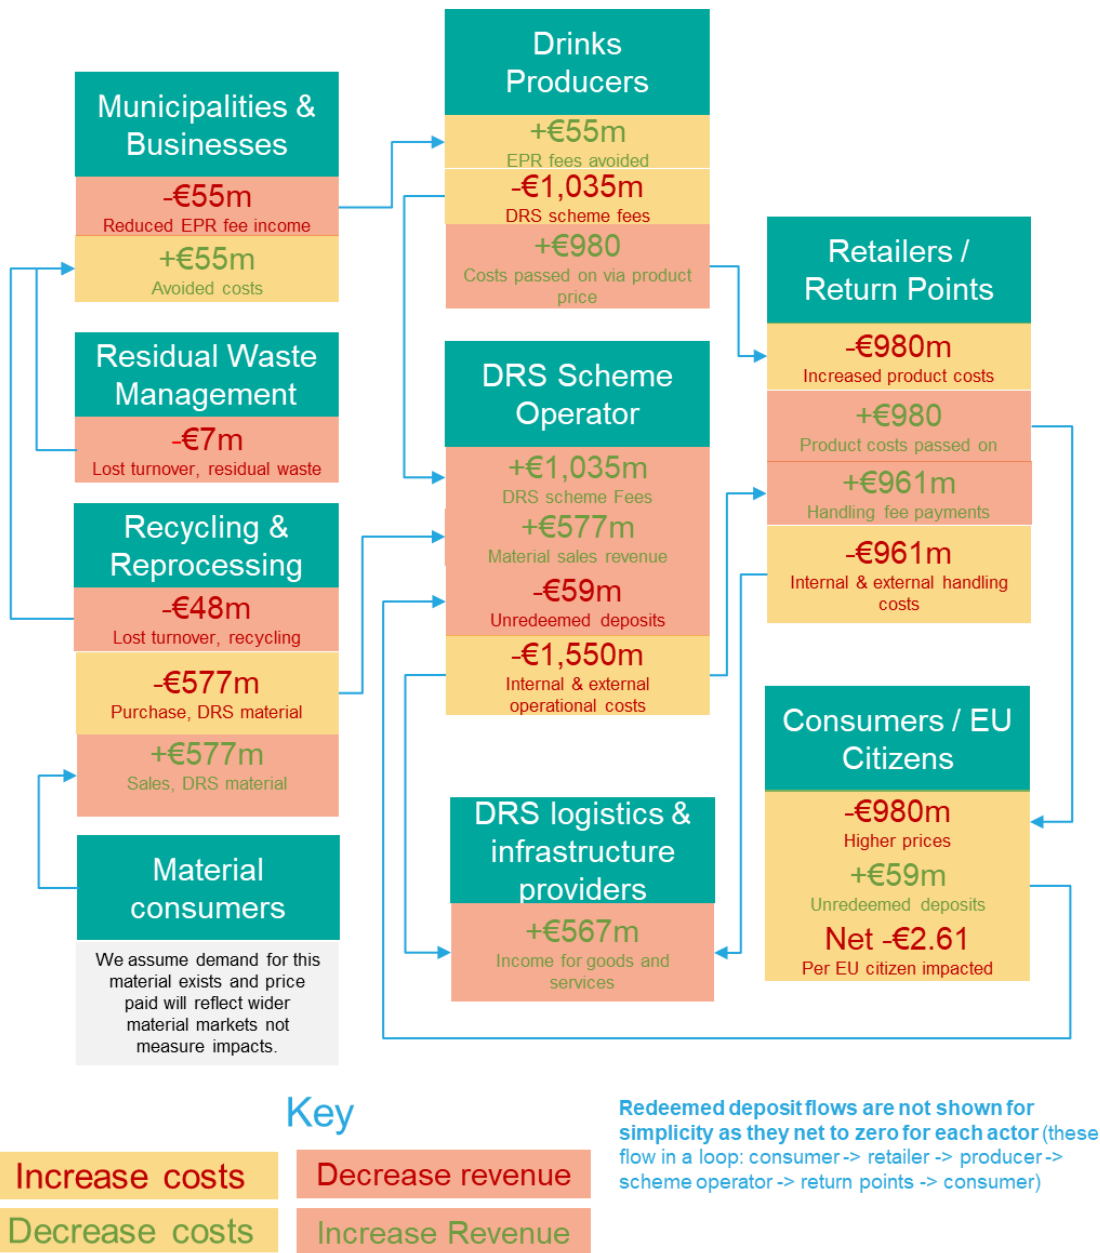 Drinks
Producers
+€55m
EPR fees avoided
-€1,035m
DRS scheme fees
+€980
Costs passed on via product
price
Municipalities &
Businesses
-€55m
Reduced EPR fee income
+€55m
Avoided costs
Retailers /
Return Points
-€980m
Increased product costs
+€980
Product costs passed on
+€961m
Handling fee payments
-€961m
Internal & external handling
costs
Residual Waste
Management
-€7m
Lost turnover, residual waste
DRS Scheme
Operator
+€1,035m
DRS scheme Fees
+€577m
Material sales revenue
-€59m
Unredeemed deposits
-€1,550m
Internal & external
operational costs
Recycling &
Reprocessing
-€48m
Lost turnover, recycling
-€577m
Purchase, DRS material
+€577m
Sales, DRS material
Consumers / EU
Citizens
-€980m
Higher prices
+€59m
Unredeemed deposits
Net -€2.61
Per EU citizen impacted
DRS logistics &
infrastructure
providers
+€567m
Income for goods and
services
Material
consumers
We assume demand for this
material exists and price
paid will reflect wider
material markets not
measure impacts.
Key
Increase costs
Decrease revenue
Decrease costs
Increase Revenue
Redeemed deposit flows are not shown for
simplicity as they net to zero for each actor (these
flow in a loop: consumer -> retailer -> producer ->
scheme operator -> return points -> consumer)